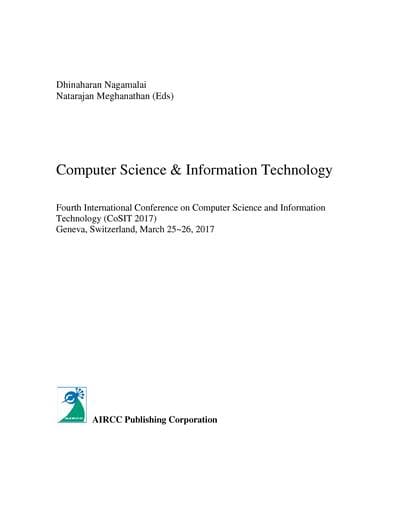 Dhinaharan Nagamalai
Natarajan Meghanathan (Eds)
Computer Science & Information Technology
Fourth International Conference on Computer Science and Information
Technology (CoSIT 2017)
Geneva, Switzerland, March 25~26, 2017
AIRCC
AIRCC Publishing Corporation